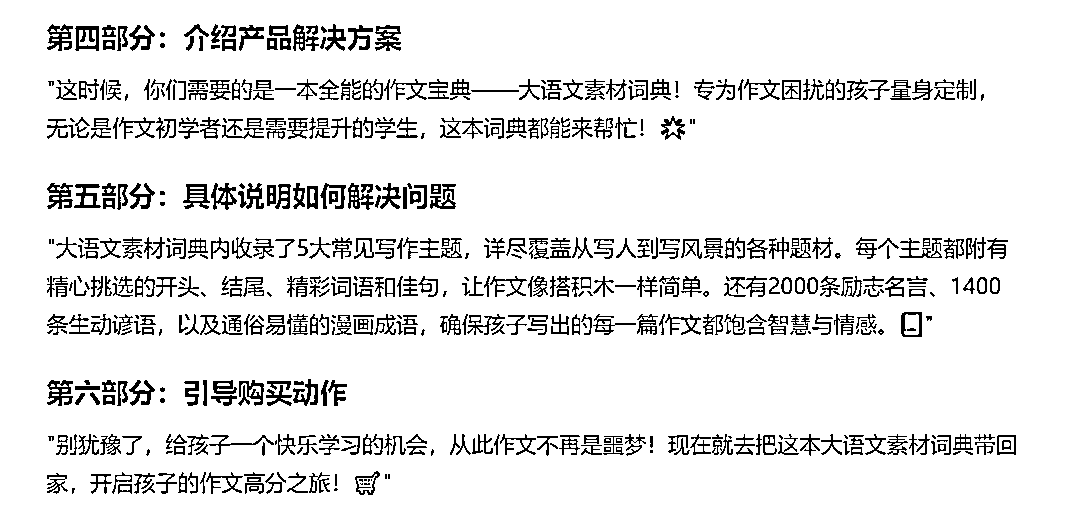 第四部分：介绍产品解决方案
"这时候，你们需要的是一本全能的作文宝典——大语文素材词典！专为作文困扰的孩子量身定制，
无论是作文初学者还是需要提升的学生，这本词典都能来帮忙！🌟"
第五部分：具体说明如何解决问题
"大语文素材词典内收录了5大常见写作主题，详尽覆盖从写人到写风景的各种题材。每个主题都附有
精心挑选的开头、结尾、精彩词语和佳句，让作文像搭积木一样简单。还有2000条励志名言、1400
条生动谚语，以及通俗易懂的漫画成语，确保孩子写出的每一篇作文都饱含智慧与情感。📱"
第六部分：引导购买动作
"别犹豫了，给孩子一个快乐学习的机会，从此作文不再是噩梦！现在就去把这本大语文素材词典带回
家，开启孩子的作文高分之旅！🛒"